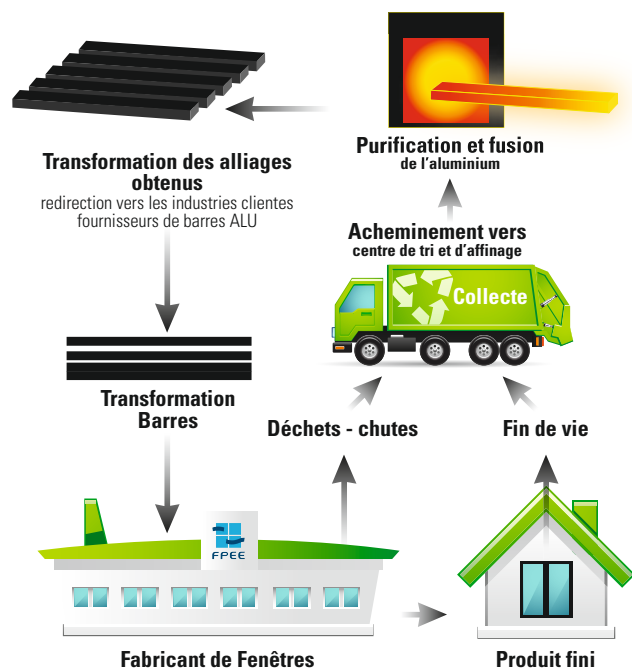 Purification et fusion
de l'aluminium
Transformation des alliages
obtenus
redirection vers les industries clientes
fournisseurs de barres ALU
Acheminement vers
centre de tri et d'affinage
Collecte
Transformation
Barres
Déchets - chutes
Fin de vie
FPEE
Fabricant de Fenêtres
Produit fini